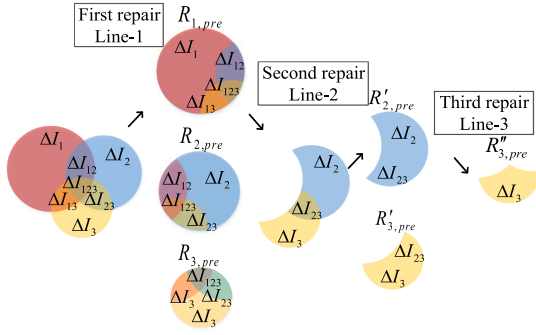 First repair
Line-1
R1, pre
ΔI1
ΔI12
ΔI123
ΔI13
Second repair
Line-2
R′2, pre
Third repair
Line-3
R″3, pre
ΔI1
ΔI2
ΔI12
ΔI123
ΔI13
ΔI23
ΔI3
R2, pre
ΔI12
ΔI2
ΔI123
ΔI23
ΔI2
ΔI23
ΔI3
ΔI2
ΔI23
ΔI3
R3, pre
ΔI123
ΔI3
ΔI23
ΔI3
R′3, pre
ΔI23
ΔI3